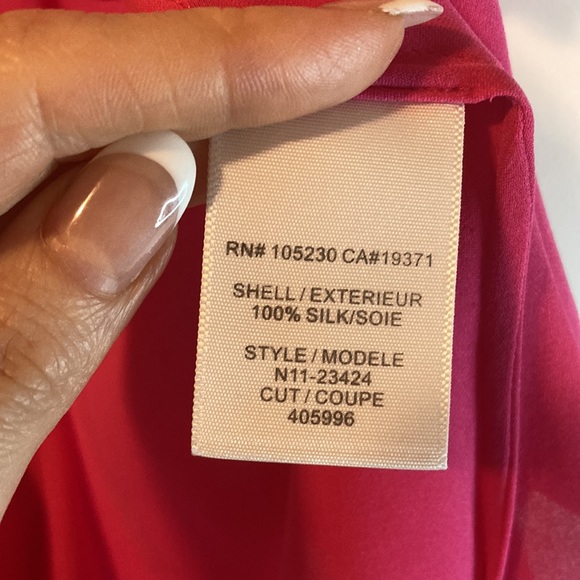 RN# 105230 CA#19371
SHELL/EXTERIEUR
100% SILK/SOIE
STYLE/MODELE
N11-23424
CUT/COUPE
405996